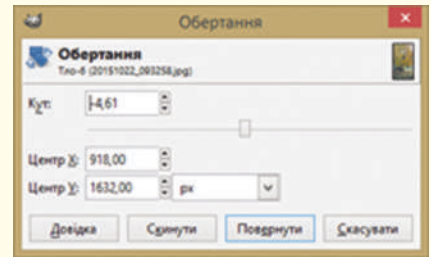 Обертання
Обертання
Тло-6 (20151022_093258.jpg)
Кут: -4,61
Центр X: 918,00
Центр Y: 1632,00 px
Довідка Скинути Повернути Скасувати